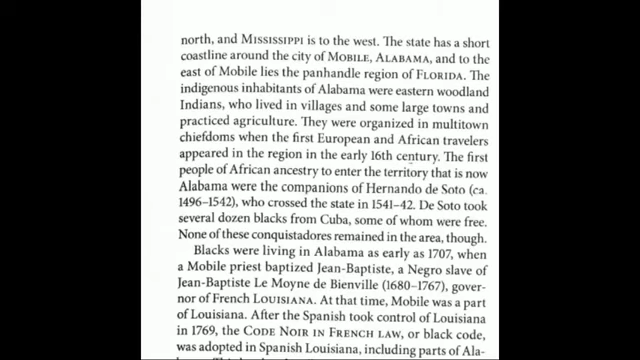 north, and MISSISSIPPI is to the west. The state has a short
coastline around the city of MOBILE, ALABAMA, and to the
east of Mobile lies the panhandle region of FLORIDA. The
indigenous inhabitants of Alabama were eastern woodland
Indians, who lived in villages and some large towns and
practiced agriculture. They were organized in multitown
chiefdoms when the first European and African travelers
appeared in the region in the early 16th century. The first
people of African ancestry to enter the territory that is now
Alabama were the companions of Hernando de Soto (ca.
1496–1542), who crossed the state in 1541–42. De Soto took
several dozen blacks from Cuba, some of whom were free.
None of these conquistadores remained in the area, though.
Blacks were living in Alabama as early as 1707, when
a Mobile priest baptized Jean-Baptiste, a Negro slave of
Jean-Baptiste Le Moyne de Bienville (1680–1767), gover-
nor of French LOUISIANA. At that time, Mobile was a part
of Louisiana. After the Spanish took control of Louisiana
in 1769, the CODE NOIR IN FRENCH LAW, or black code,
was adopted in Spanish Louisiana, including parts of Ala-